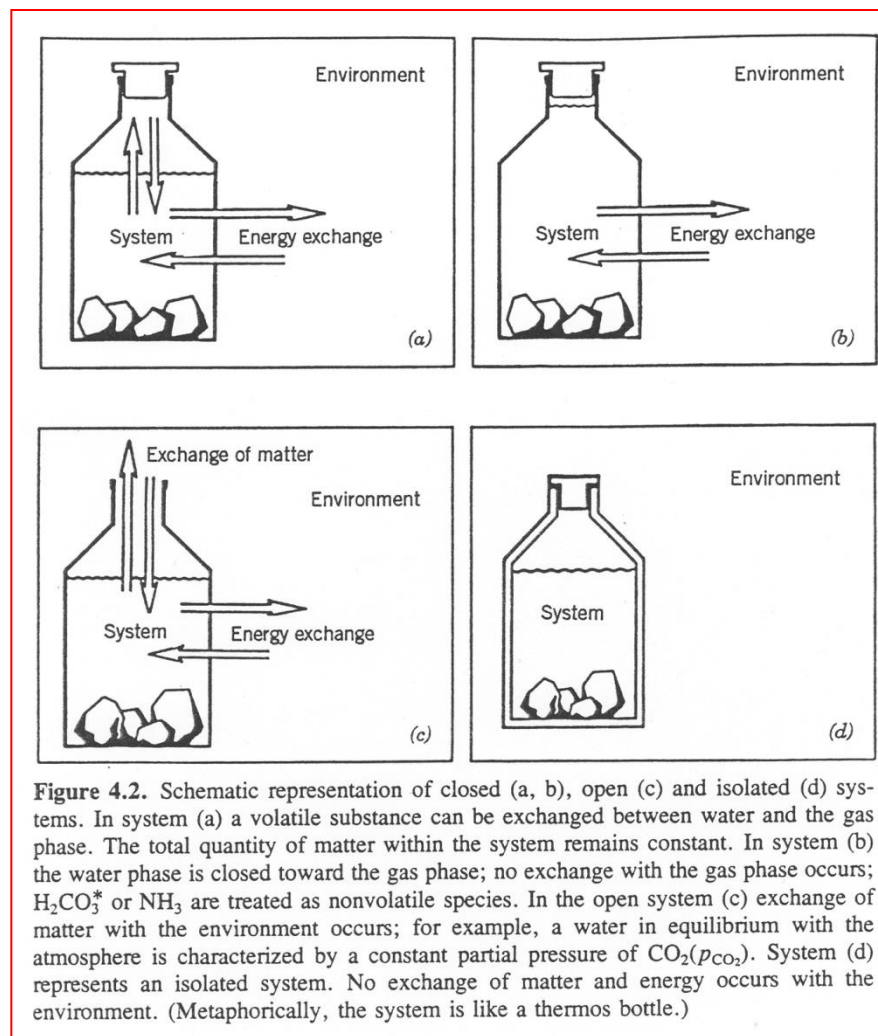 Environment
System
Energy exchange
(a)
Environment
System
Energy exchange
(b)
Exchange of matter
Environment
System
Energy exchange
(c)
Environment
System
(d)
Figure 4.2. Schematic representation of closed (a, b), open (c) and isolated (d) sys-
tems. In system (a) a volatile substance can be exchanged between water and the gas
phase. The total quantity of matter within the system remains constant. In system (b)
the water phase is closed toward the gas phase; no exchange with the gas phase occurs;
H₂CO₃* or NH₃ are treated as nonvolatile species. In the open system (c) exchange of
matter with the environment occurs; for example, a water in equilibrium with the
atmosphere is characterized by a constant partial pressure of CO₂(p_CO₂). System (d)
represents an isolated system. No exchange of matter and energy occurs with the
environment. (Metaphorically, the system is like a thermos bottle.)